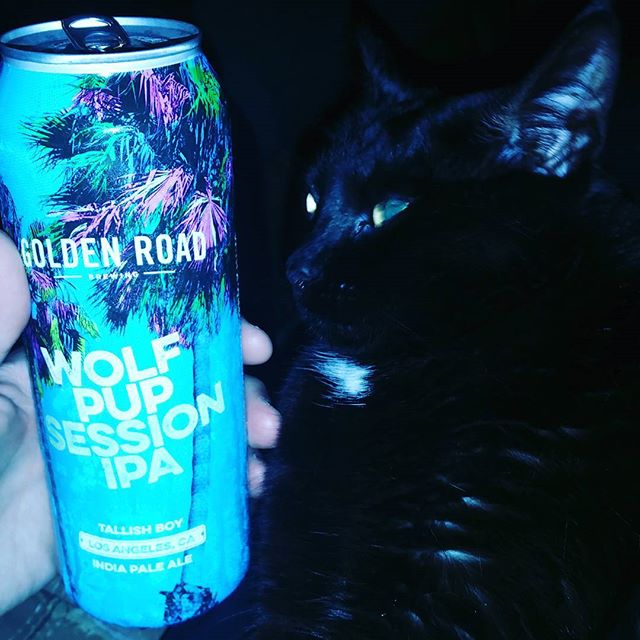 GOLDEN ROAD
BREWING
WOLF
PUP
SESSION
IPA
TALLISH BOY
LOS ANGELES, CA
INDIA PALE ALE